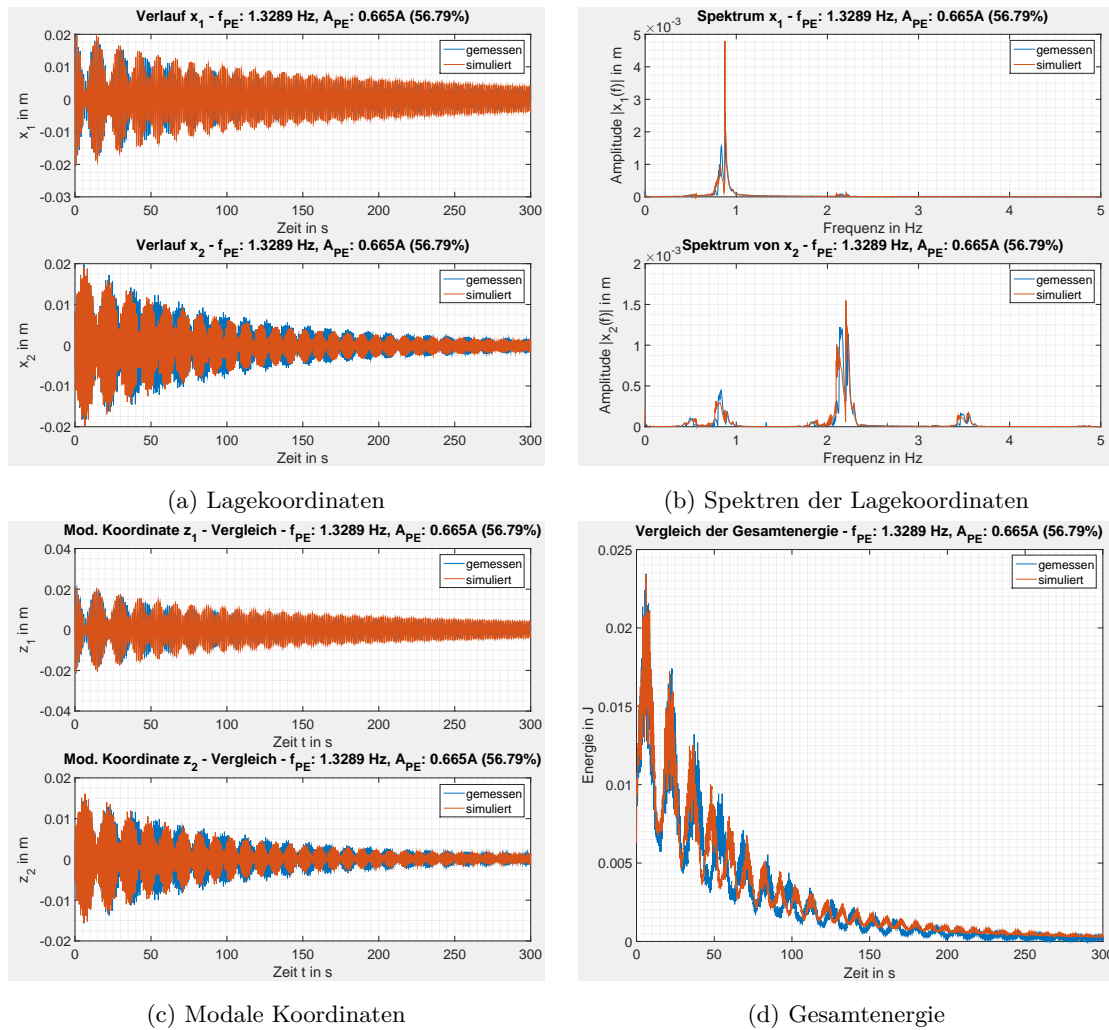 Verlauf x1 - fPE: 1.3289 Hz, APE: 0.665A (56.79%)
0.02
0.01
0
-0.01
-0.02
-0.03
x1 in m
gemessen
simuliert
0 50 100 150 200 250 300
Zeit in s
Verlauf x2 - fPE: 1.3289 Hz, APE: 0.665A (56.79%)
0.02
0.01
0
-0.01
-0.02
x2 in m
gemessen
simuliert
0 50 100 150 200 250 300
Zeit in s
(a) Lagekoordinaten
Spektrum x1 - fPE: 1.3289 Hz, APE: 0.665A (56.79%)
×10-3
5
4
3
2
1
0
Amplitude |x1(f)| in m
gemessen
simuliert
0 1 2 3 4 5
Frequenz in Hz
Spektrum von x2 - fPE: 1.3289 Hz, APE: 0.665A (56.79%)
×10-3
2
1.5
1
0.5
0
Amplitude |x2(f)| in m
gemessen
simuliert
0 1 2 3 4 5
Frequenz in Hz
(b) Spektren der Lagekoordinaten
Mod. Koordinate z1 - Vergleich - fPE: 1.3289 Hz, APE: 0.665A (56.79%)
0.04
0.02
0
-0.02
-0.04
z1 in m
gemessen
simuliert
0 50 100 150 200 250 300
Zeit t in s
Mod. Koordinate z2 - Vergleich - fPE: 1.3289 Hz, APE: 0.665A (56.79%)
0.02
0.01
0
-0.01
-0.02
z2 in m
gemessen
simuliert
0 50 100 150 200 250 300
Zeit t in s
(c) Modale Koordinaten
Vergleich der Gesamtenergie - fPE: 1.3289 Hz, APE: 0.665A (56.79%)
0.025
0.02
0.015
0.01
0.005
0
Energie in J
gemessen
simuliert
0 50 100 150 200 250 300
Zeit in s
(d) Gesamtenergie